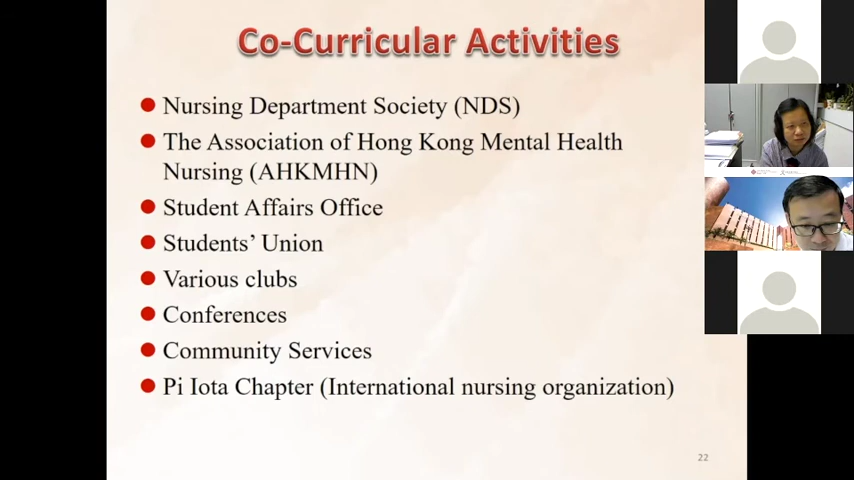 Co-Curricular Activities
Nursing Department Society (NDS)
The Association of Hong Kong Mental Health
Nursing (AHKMHN)
Student Affairs Office
Students' Union
Various clubs
Conferences
Community Services
Pi Iota Chapter (International nursing organization)
22